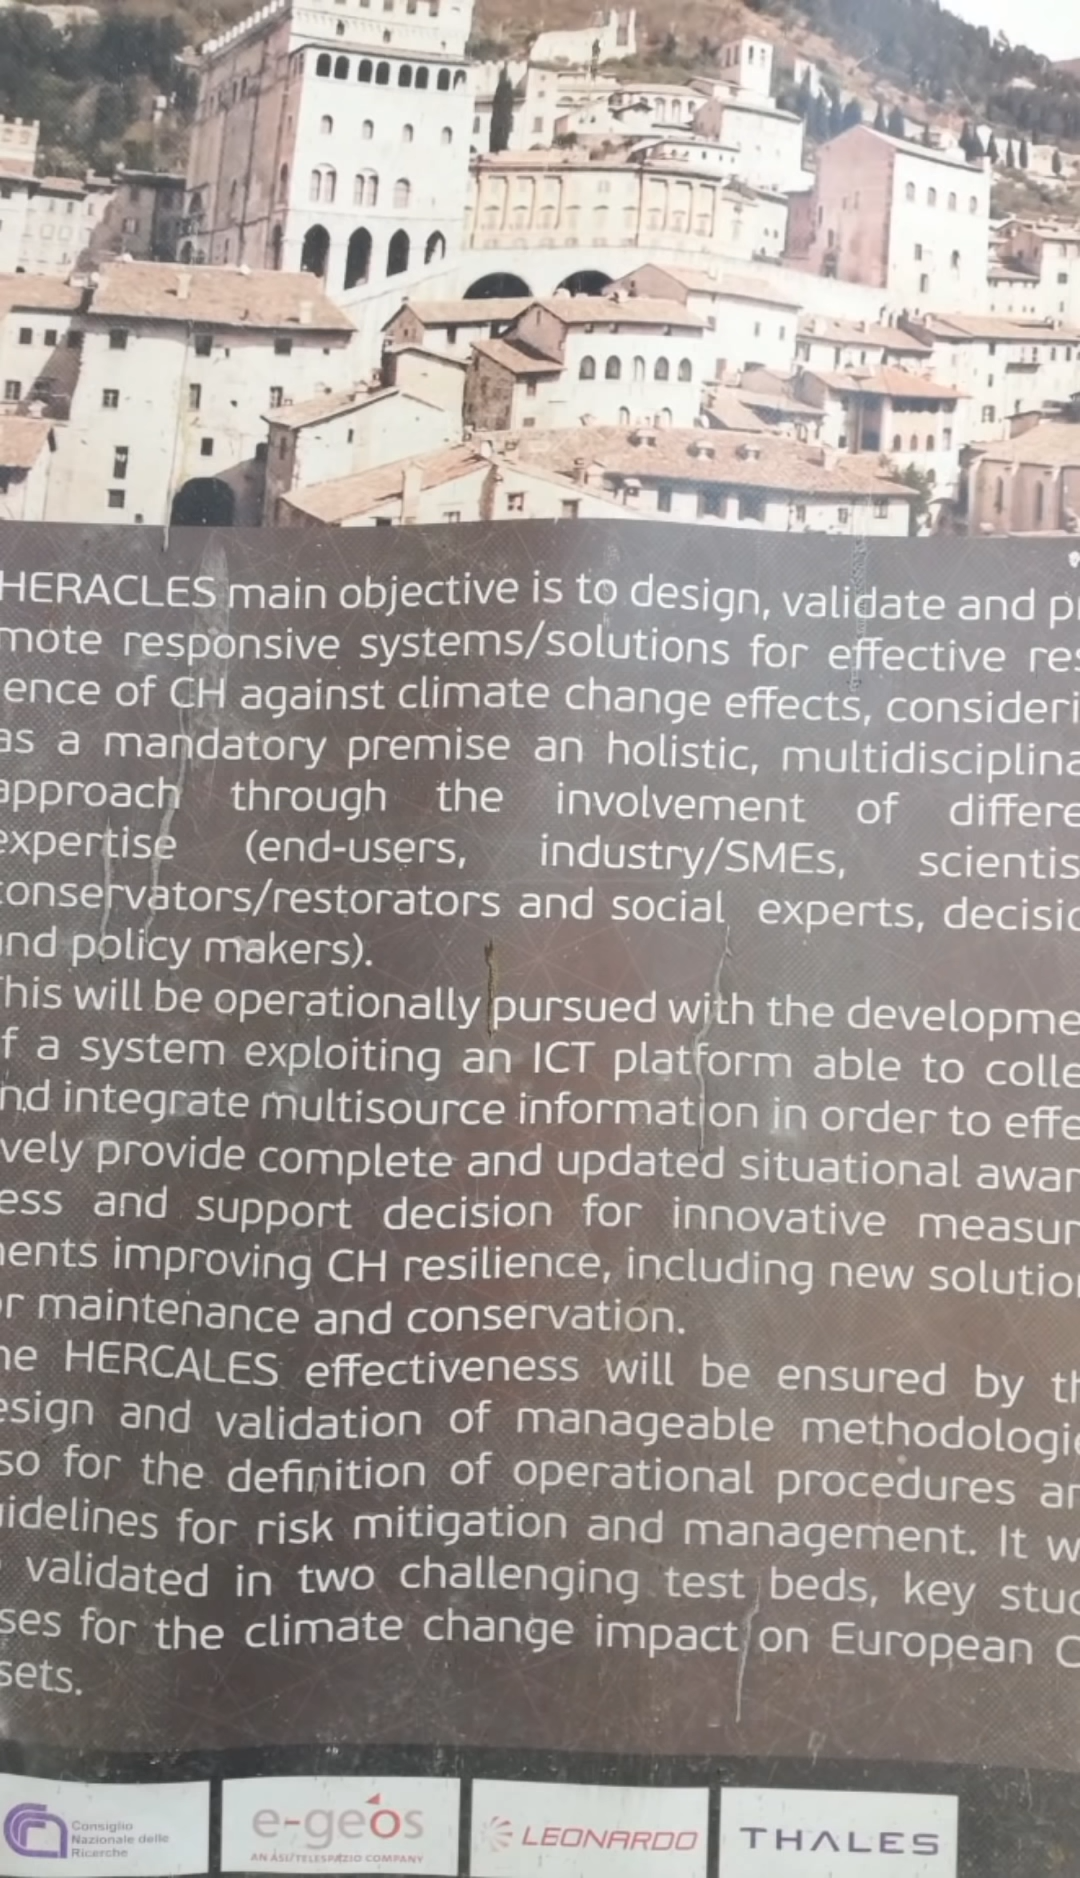 HERACLES main objective is to design, validate and p
mote responsive systems/solutions for effective res
ence of CH against climate change effects, consideri
as a mandatory premise an holistic, multidisciplina
approach through the involvement of differe
expertise (end-users, industry/SMEs, scientis
conservators/restorators and social experts, decisio
nd policy makers).
This will be operationally pursued with the developme
f a system exploiting an ICT platform able to colle
nd integrate multisource information in order to effe
vely provide complete and updated situational awar
ess and support decision for innovative measur
ents improving CH resilience, including new solution
or maintenance and conservation.
he HERCALES effectiveness will be ensured by th
esign and validation of manageable methodologie
so for the definition of operational procedures an
uidelines for risk mitigation and management. It w
validated in two challenging test beds, key stud
ses for the climate change impact on European C
sets.
Consiglio
Nazionale delle
Ricerche
e-geos
AN ASI/TELESPAZIO COMPANY
LEONARDO
THALES